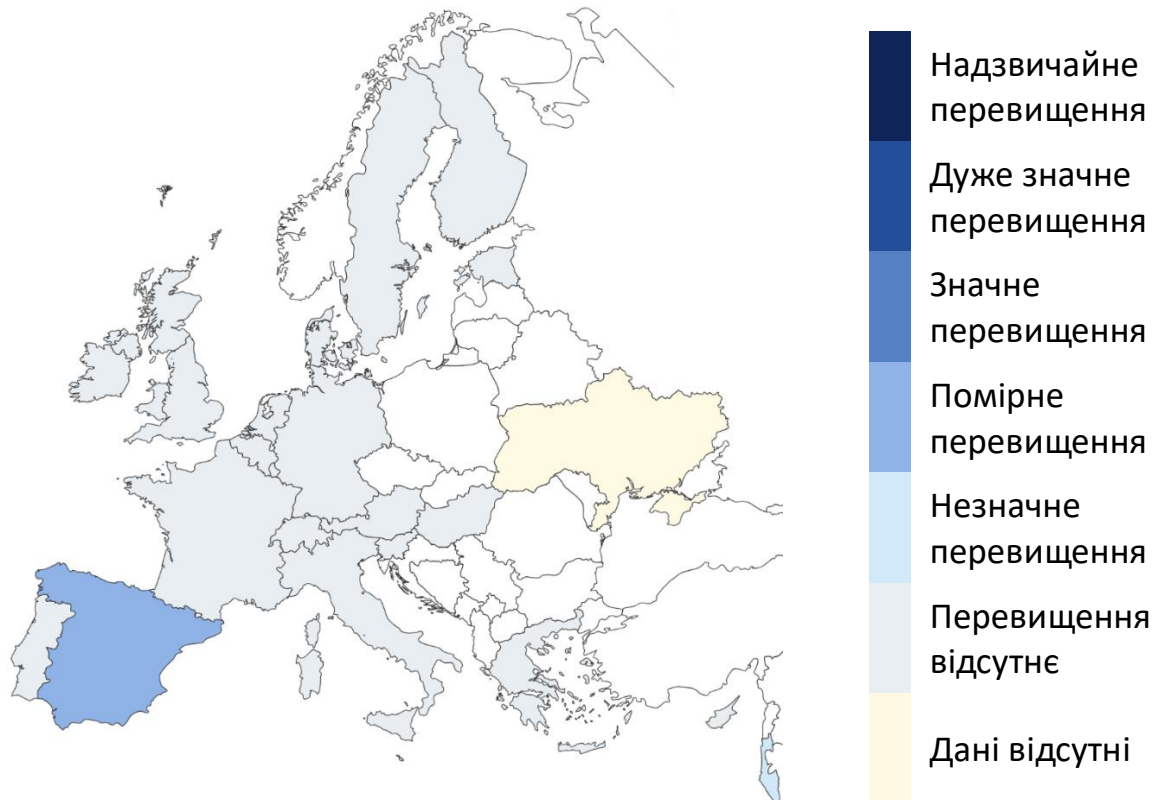 Надзвичайне
перевищення
Дуже значне
перевищення
Значне
перевищення
Помірне
перевищення
Незначне
перевищення
Перевищення
відсутнє
Дані відсутні